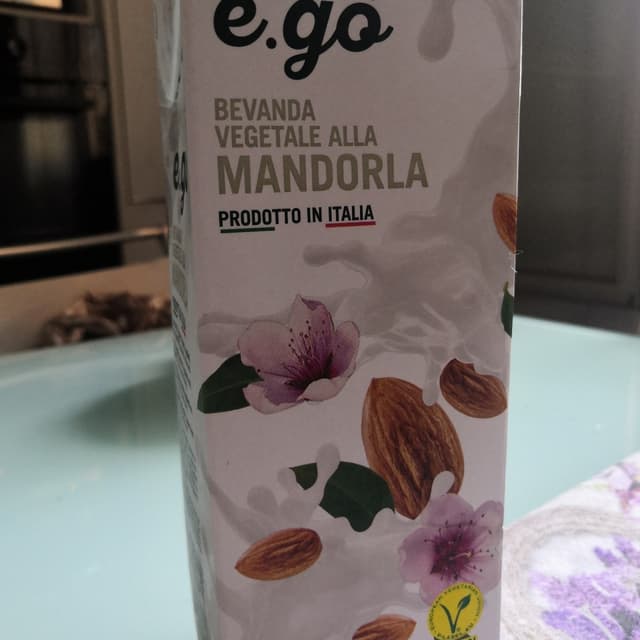 e.go
BEVANDA
VEGETALE ALLA
MANDORLA
PRODOTTO IN ITALIA